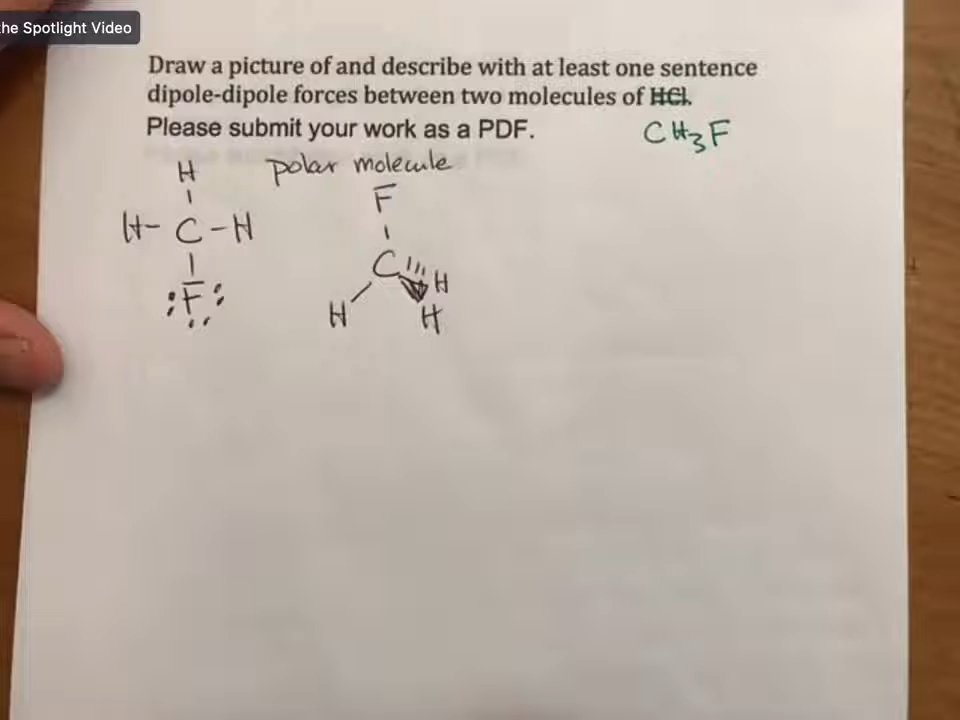 the Spotlight Video
Draw a picture of and describe with at least one sentence
dipole-dipole forces between two molecules of HCl.
Please submit your work as a PDF.
CH3F
polar molecule
H
H-C-H
:F:
F
C
H
H
H